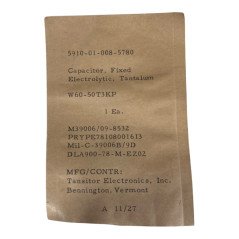 5910-01-008-5780
Capacitor, Fixed
Electrolytic, Tantalum
W60-50T3KP
1 Ea.
M39006/09-8532
PRYPE78108001613
Mil-C-39006B/9D
DLA900-78-M-EZ02
MFG/CONTR:
Tansitor Electronics, Inc.
Bennington, Vermont
A 11/27